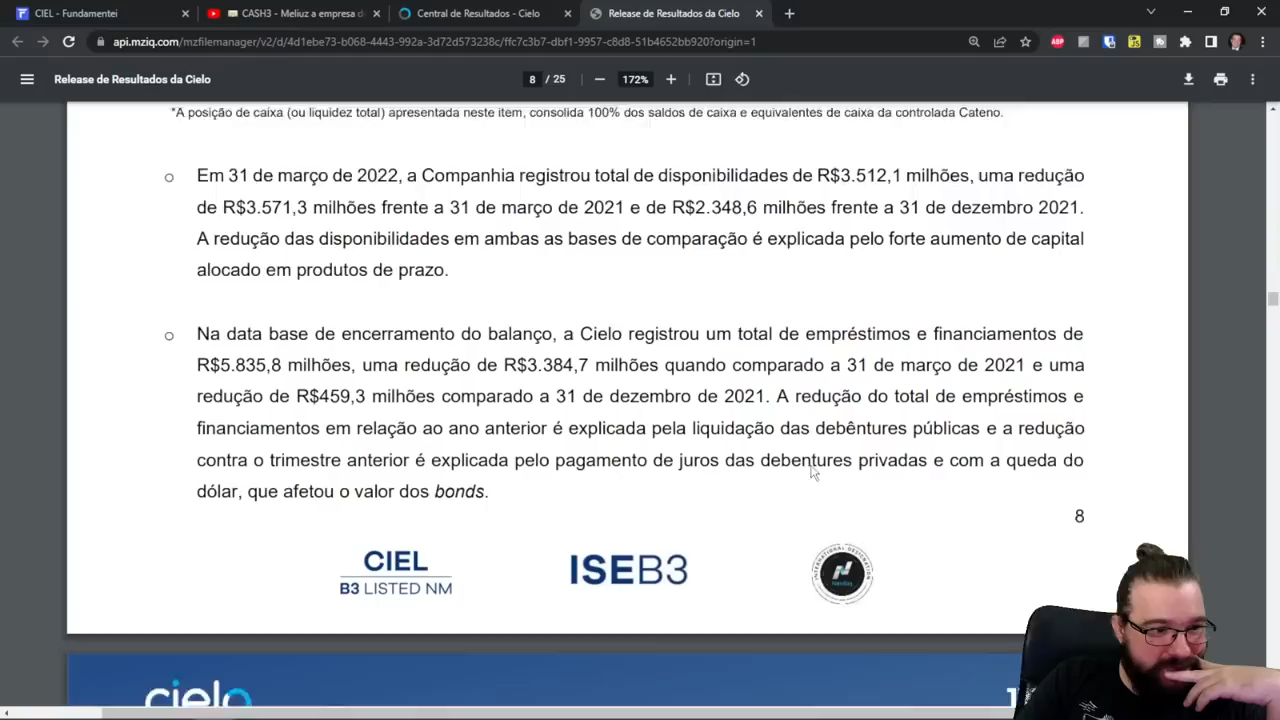 CIEL - Fundamentei
CASH3 - Meliuz a empresa d
Central de Resultados - Cielo
Release de Resultados da Cielo
api.mziq.com/mzfilemanager/v2/d/4d1ebe73-b068-4443-992a-3d72d573238c/ffc7c3b7-dbf1-9957-c8d8-51b4652bb920?origin=1
Release de Resultados da Cielo
8 / 25
172%
*A posição de caixa (ou liquidez total) apresentada neste item, consolida 100% dos saldos de caixa e equivalentes de caixa da controlada Cateno.
Em 31 de março de 2022, a Companhia registrou total de disponibilidades de R$3.512,1 milhões, uma redução
de R$3.571,3 milhões frente a 31 de março de 2021 e de R$2.348,6 milhões frente a 31 de dezembro 2021.
A redução das disponibilidades em ambas as bases de comparação é explicada pelo forte aumento de capital
alocado em produtos de prazo.
Na data base de encerramento do balanço, a Cielo registrou um total de empréstimos e financiamentos de
R$5.835,8 milhões, uma redução de R$3.384,7 milhões quando comparado a 31 de março de 2021 e uma
redução de R$459,3 milhões comparado a 31 de dezembro de 2021. A redução do total de empréstimos e
financiamentos em relação ao ano anterior é explicada pela liquidação das debêntures públicas e a redução
contra o trimestre anterior é explicada pelo pagamento de juros das debentures privadas e com a queda do
dólar, que afetou o valor dos bonds.
8
CIEL
B3 LISTED NM
ISEB3
INTERNATIONAL DESIGNATION
Nasdaq
cielo